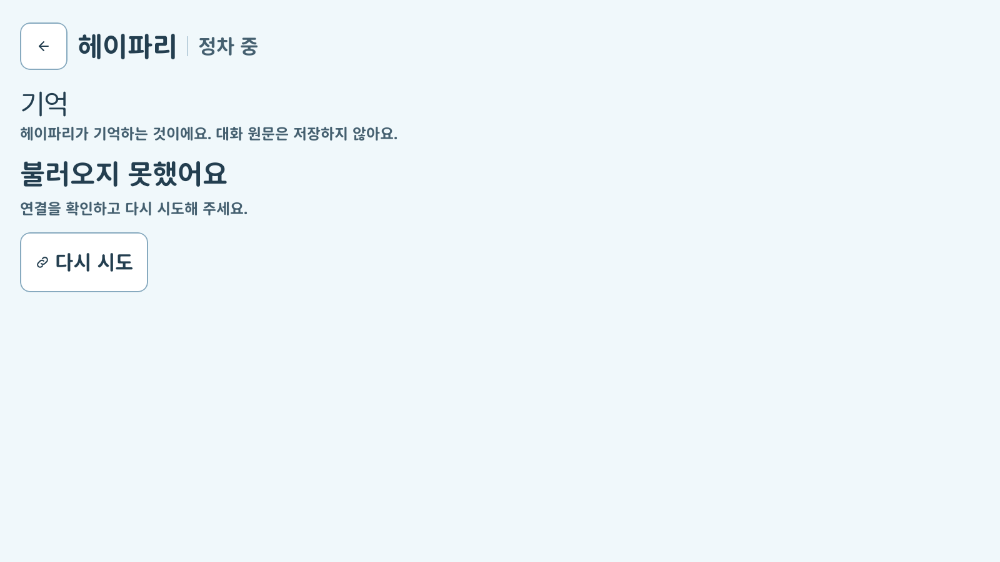 헤이파리 정차 중
기억
헤이파리가 기억하는 것이에요. 대화 원문은 저장하지 않아요.
불러오지 못했어요
연결을 확인하고 다시 시도해 주세요.
다시 시도